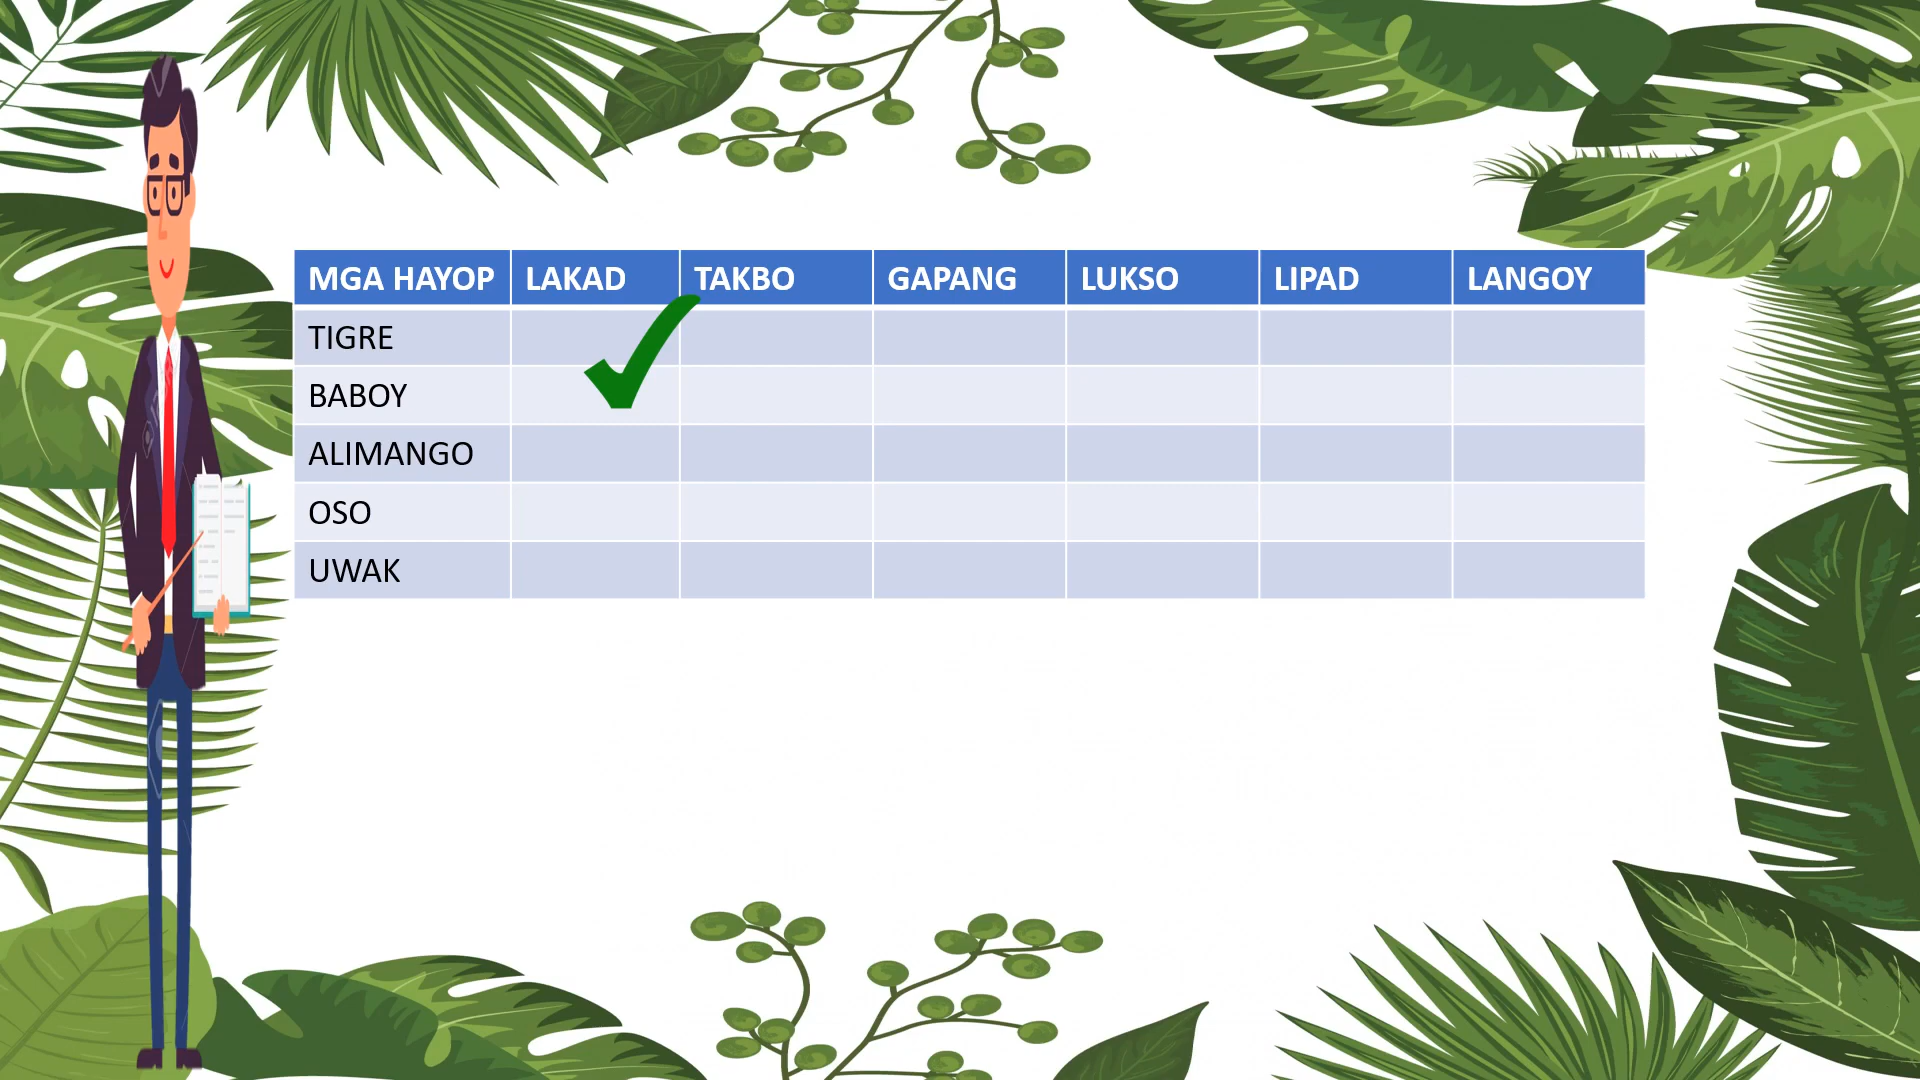 MGA HAYOP LAKAD TAKBO GAPANG LUKSO LIPAD LANGOY
TIGRE
BABOY
ALIMANGO
OSO
UWAK